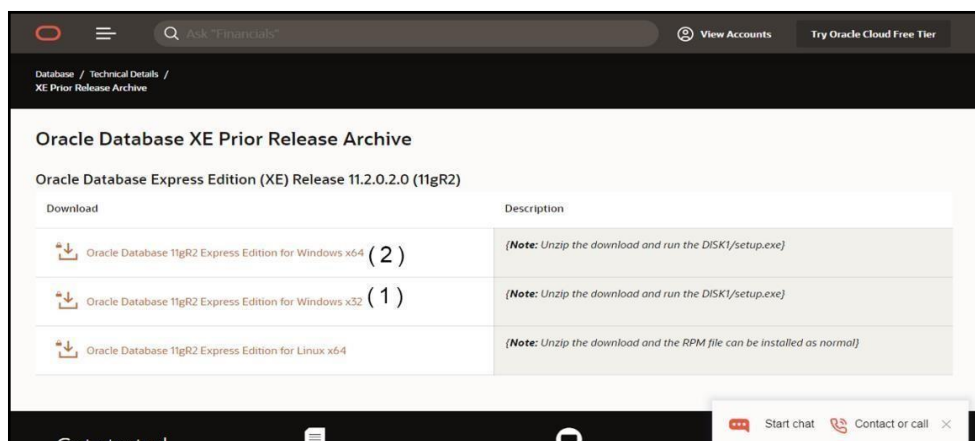 Ask "Financials"
View Accounts
Try Oracle Cloud Free Tier
Database / Technical Details /
XE Prior Release Archive
Oracle Database XE Prior Release Archive
Oracle Database Express Edition (XE) Release 11.2.0.2.0 (11gR2)
Download Description
Oracle Database 11gR2 Express Edition for Windows x64 (2) {Note: Unzip the download and run the DISK1/setup.exe}
Oracle Database 11gR2 Express Edition for Windows x32 (1) {Note: Unzip the download and run the DISK1/setup.exe}
Oracle Database 11gR2 Express Edition for Linux x64 {Note: Unzip the download and the RPM file can be installed as normal}
Start chat Contact or call